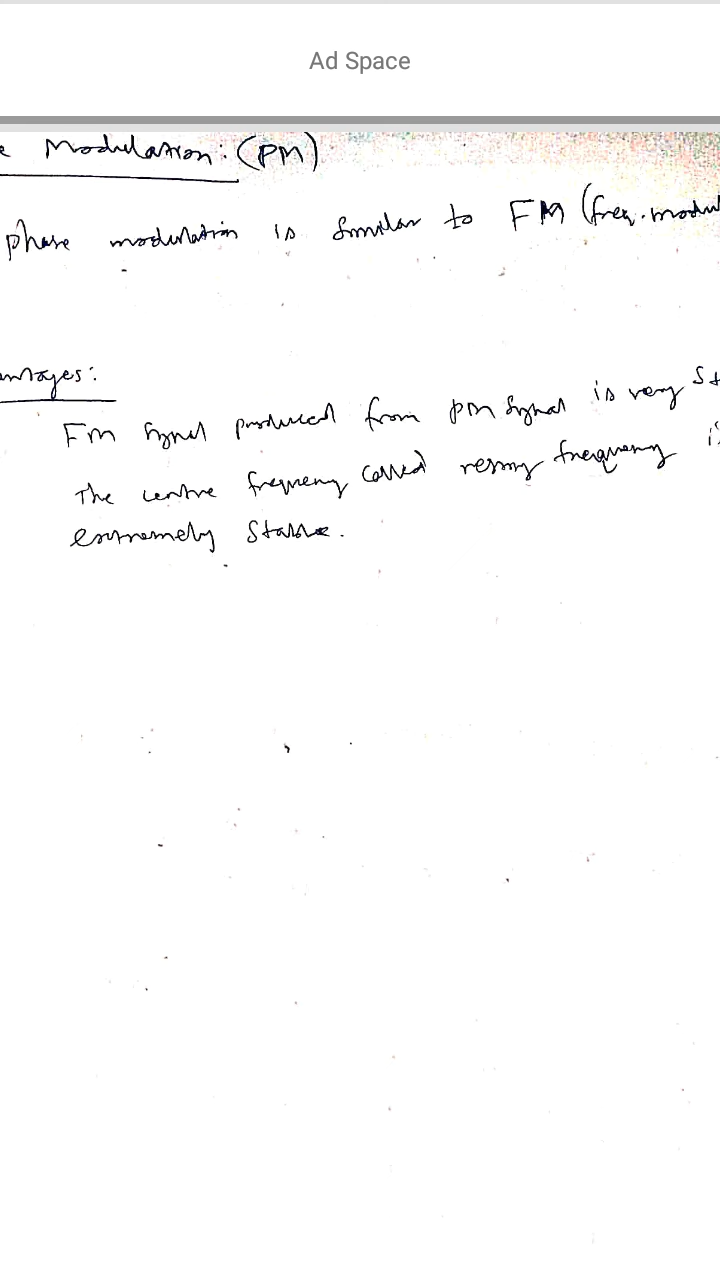 Ad Space
e Modulation: (PM)
phase modulation is similar to FM (freq. modul
antages:
FM signal produced from pm signal is very St
The centre frequency called resting frequency is
extremely stable.